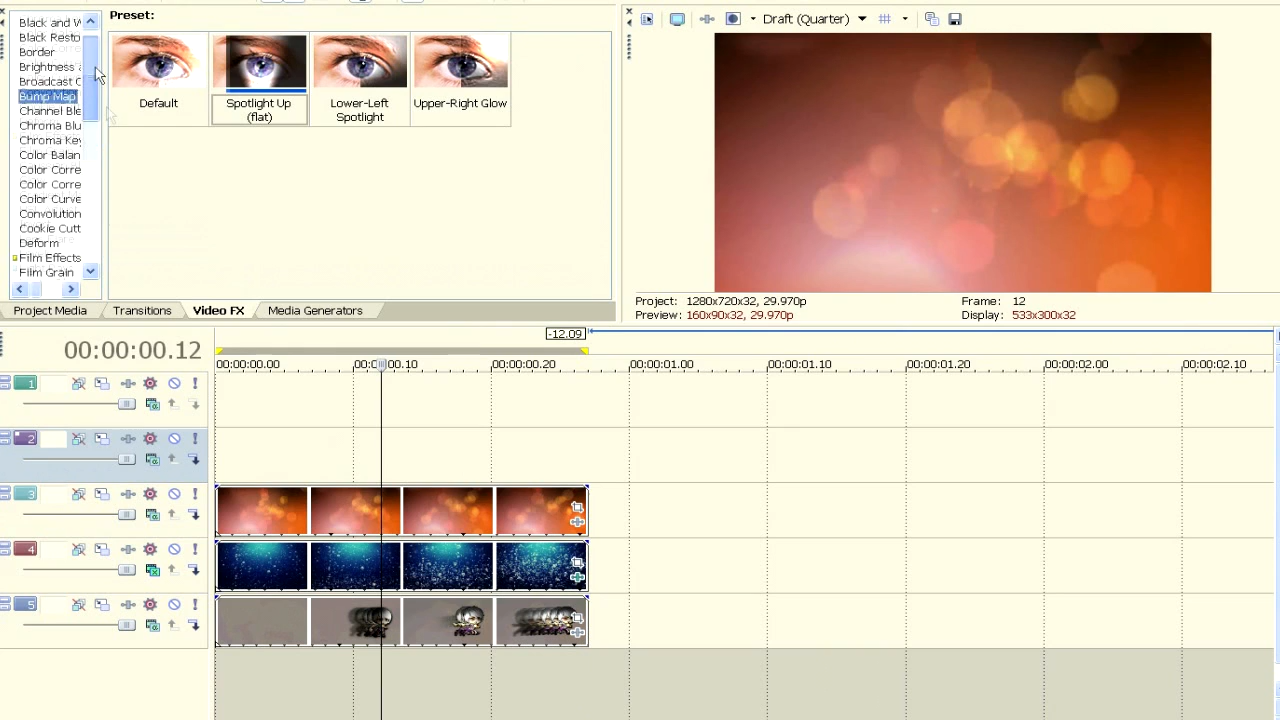 Preset:
Black and W
Black Resto
Border
Brightness a
Broadcast C
Bump Map
Channel Ble
Chroma Blu
Chroma Key
Color Balan
Color Corre
Color Corre
Color Curve
Convolution
Cookie Cutt
Deform
Film Effects
Film Grain
Default
Spotlight Up
(flat)
Lower-Left
Spotlight
Upper-Right Glow
Draft (Quarter)
Project: 1280x720x32, 29.970p
Preview: 160x90x32, 29.970p
Frame: 12
Display: 533x300x32
Project Media
Transitions
Video FX
Media Generators
-12.09
00:00:00.12
00:00:00.00
00:00:00.10
00:00:00.20
00:00:01.00
00:00:01.10
00:00:01.20
00:00:02.00
00:00:02.10
1
2
3
4
5